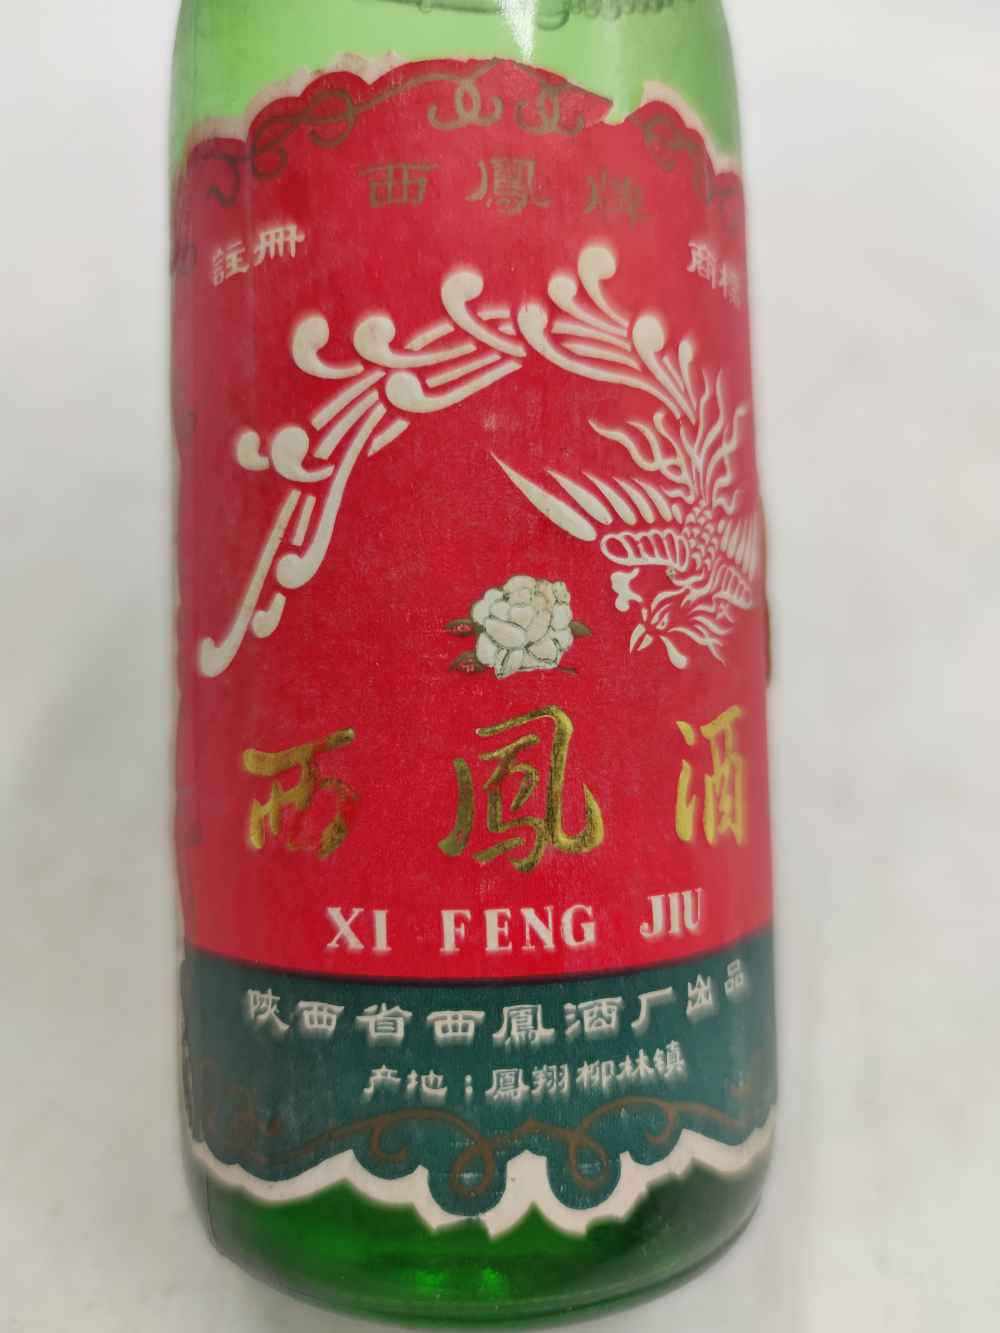 西鳳牌
註冊 商標
西鳳酒
XI FENG JIU
陕西省西鳳酒厂出品
产地：鳳翔柳林镇